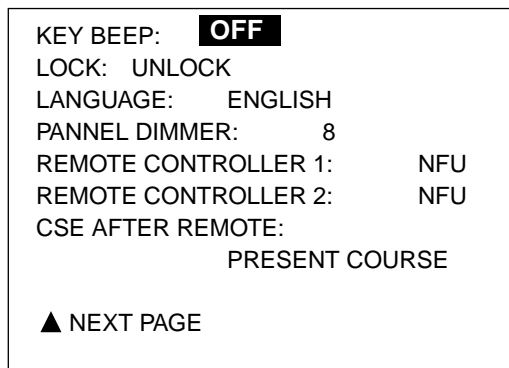 KEY BEEP: OFF
LOCK: UNLOCK
LANGUAGE: ENGLISH
PANNEL DIMMER: 8
REMOTE CONTROLLER 1: NFU
REMOTE CONTROLLER 2: NFU
CSE AFTER REMOTE:
PRESENT COURSE
▲ NEXT PAGE